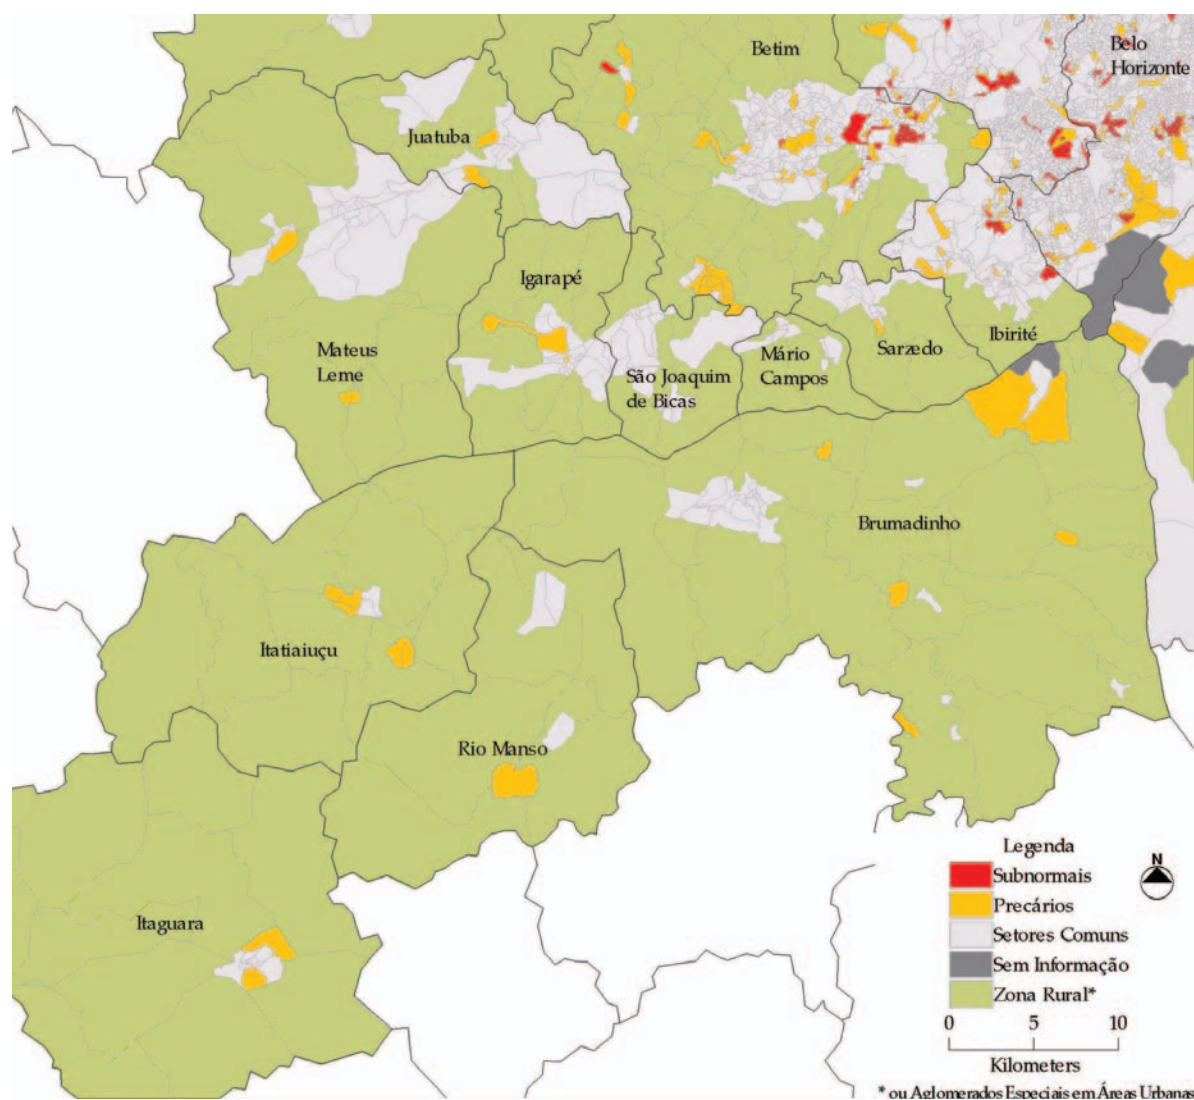 Betim
Belo
Horizonte
Juatuba
Igarapé
Mateus
Leme
São Joaquim
de Bicas
Mário
Campos
Sarzedo
Ibirité
Brumadinho
Itatiaiuçu
Rio Manso
Itaguara
Legenda
N
Subnormais
Precários
Setores Comuns
Sem Informação
Zona Rural*
0 5 10
Kilometers
* ou Aglomerados Especiais em Áreas Urbanas